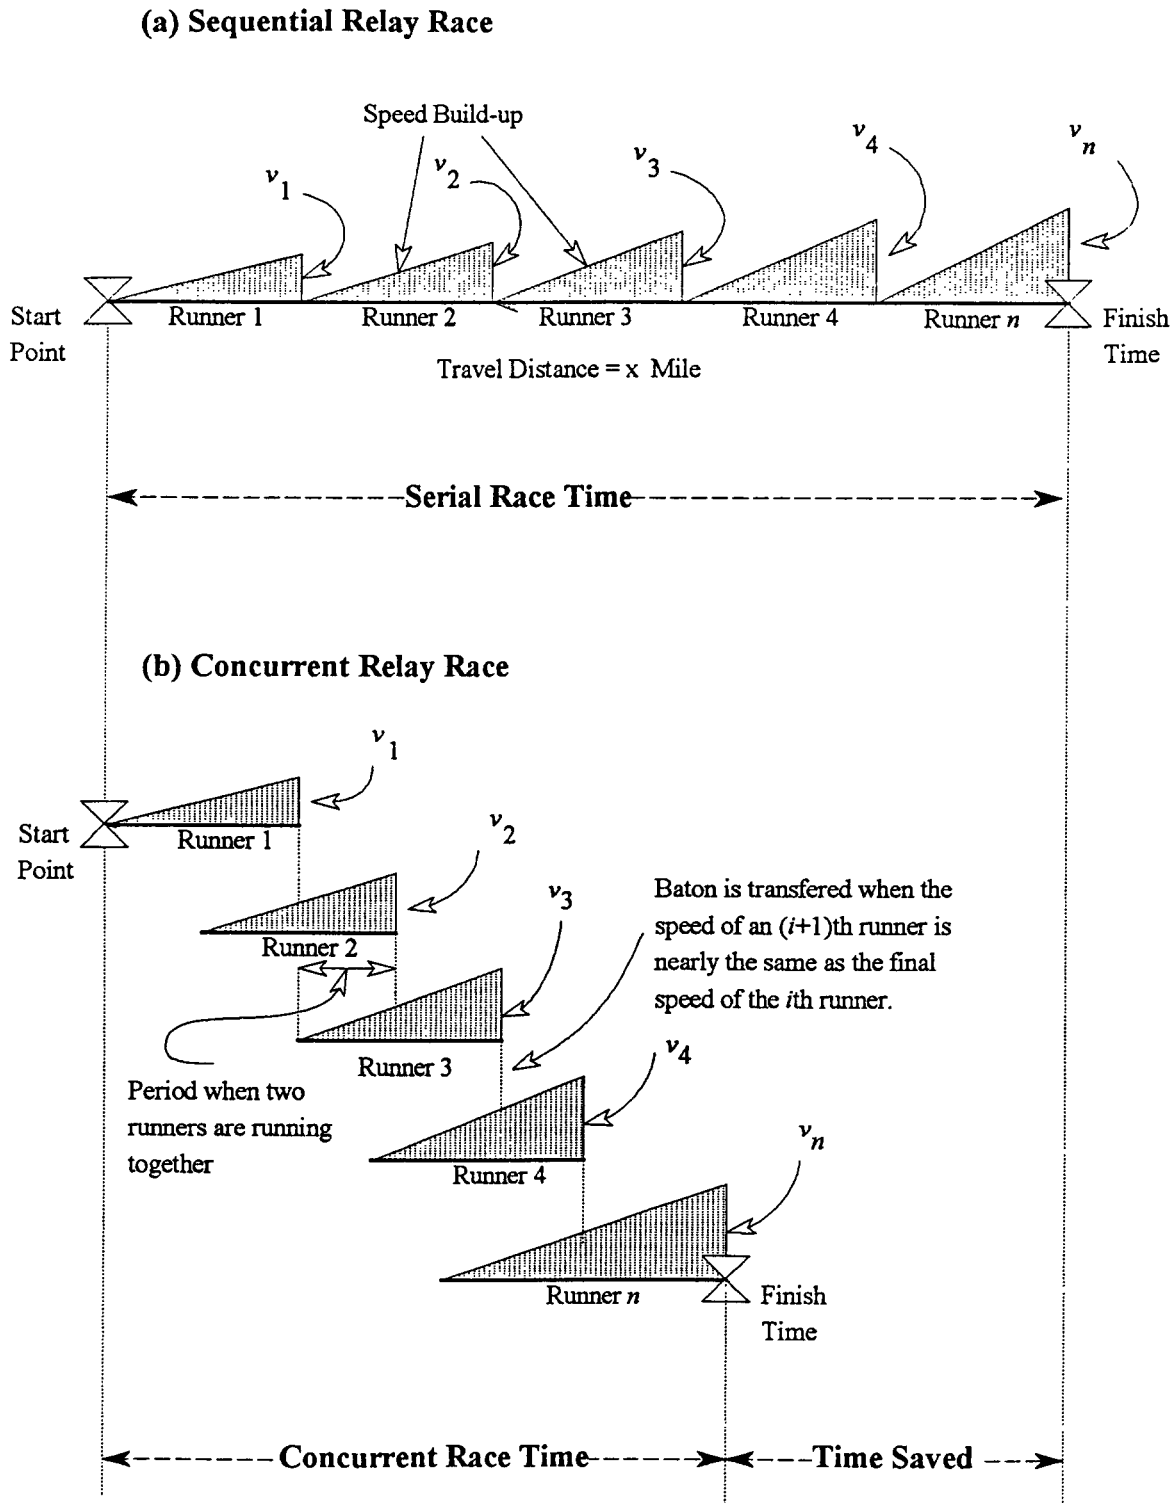 (a) Sequential Relay Race
Speed Build-up
v1
v2
v3
v4
vn
Start
Point
Runner 1
Runner 2
Runner 3
Runner 4
Runner n
Finish
Time
Travel Distance = x Mile
Serial Race Time
(b) Concurrent Relay Race
v1
Start
Point
Runner 1
v2
Runner 2
v3
Baton is transfered when the
speed of an (i+1)th runner is
nearly the same as the final
speed of the ith runner.
Runner 3
v4
Period when two
runners are running
together
Runner 4
vn
Runner n
Finish
Time
Concurrent Race Time
Time Saved